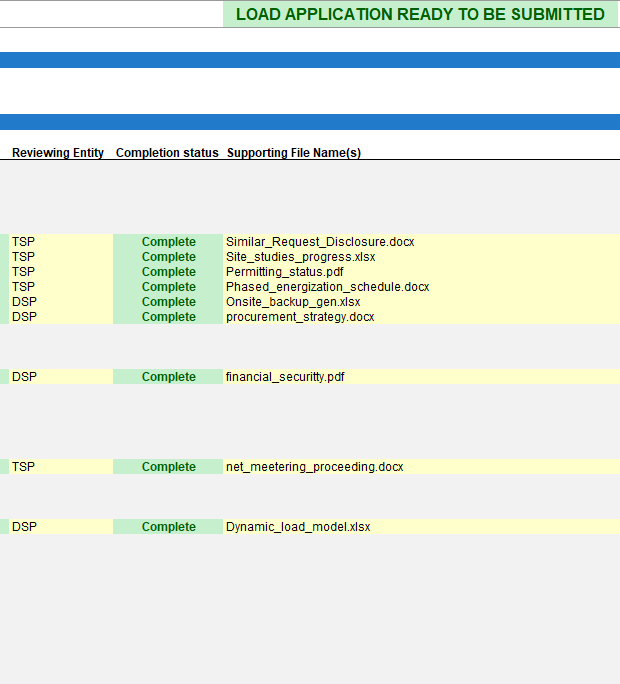 LOAD APPLICATION READY TO BE SUBMITTED
Reviewing Entity Completion status Supporting File Name(s)
TSP Complete Similar_Request_Disclosure.docx
TSP Complete Site_studies_progress.xlsx
TSP Complete Permitting_status.pdf
TSP Complete Phased_energization_schedule.docx
DSP Complete Onsite_backup_gen.xlsx
DSP Complete procurement_strategy.docx
DSP Complete financial_securitty.pdf
TSP Complete net_meetering_proceeding.docx
DSP Complete Dynamic_load_model.xlsx